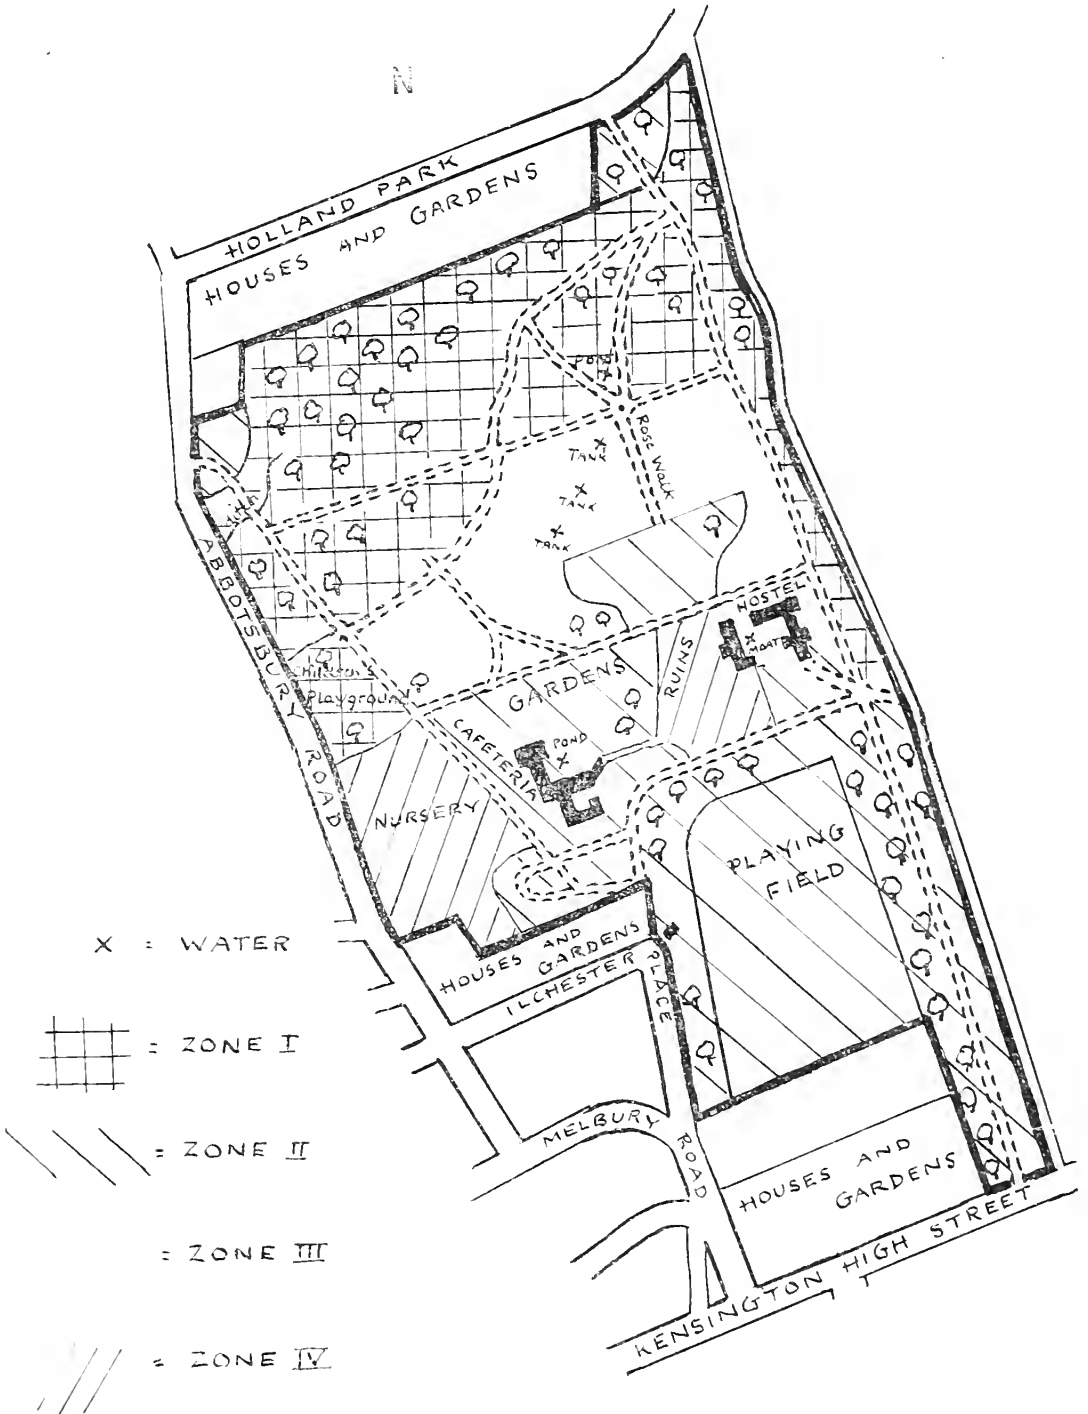 N
HOLLAND PARK
HOUSES AND GARDENS
POND
Rose Walk
TANK
TANK
TANK
ABBOTSBURY ROAD
HOSTEL
MOAT
RUINS
GARDENS
Children's
Playground
CAFETERIA
POND
NURSERY
PLAYING
FIELD
HOUSES AND
GARDENS
ILCHESTER PLACE
MELBURY ROAD
HOUSES AND
GARDENS
KENSINGTON HIGH STREET
X = WATER
= ZONE I
= ZONE II
= ZONE III
= ZONE IV